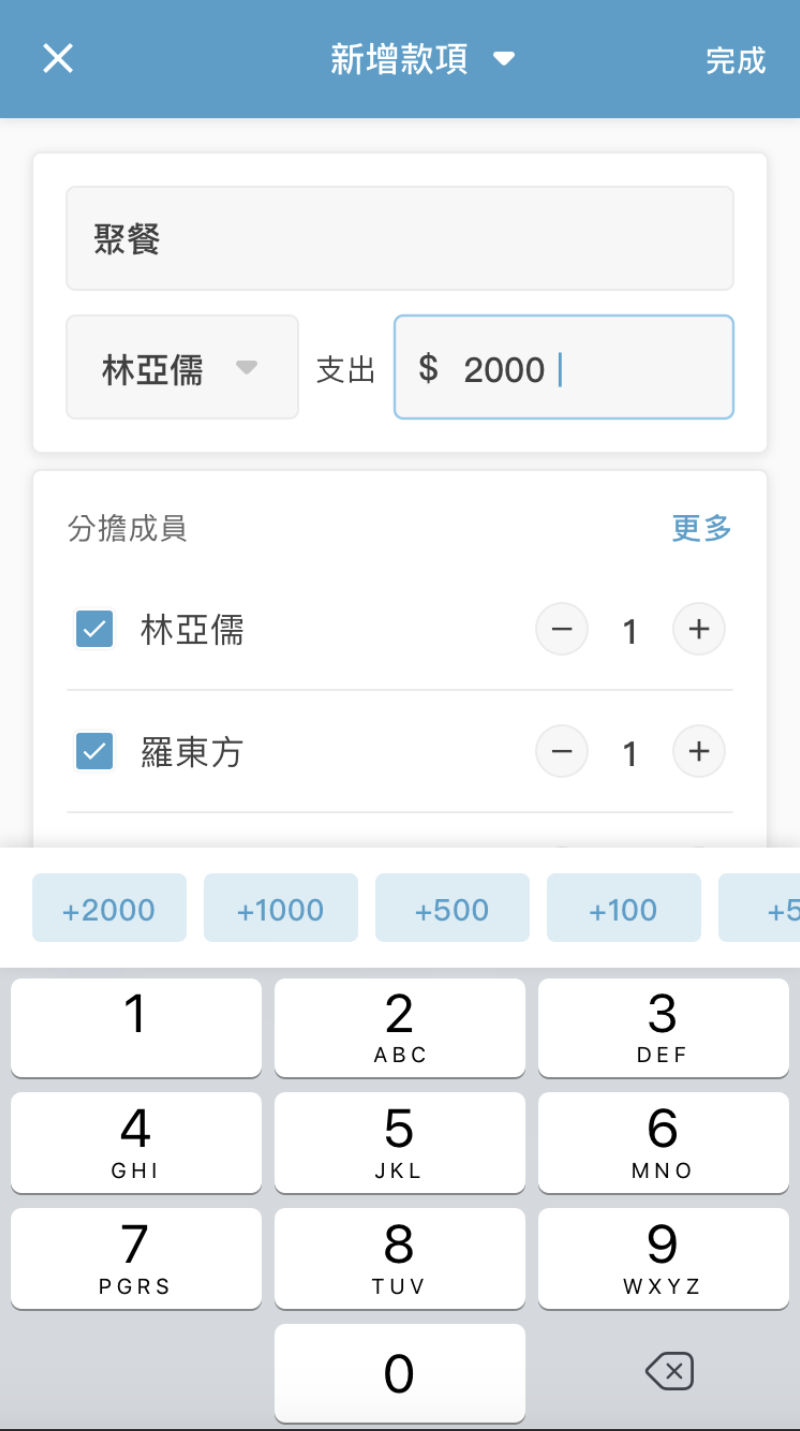 新增款項
完成
聚餐
林亞儒 支出 $ 2000
分擔成員 更多
林亞儒 − 1 +
羅東方 − 1 +
+2000 +1000 +500 +100 +5
1 2 3
ABC DEF
4 5 6
GHI JKL MNO
7 8 9
PGRS TUV WXYZ
0